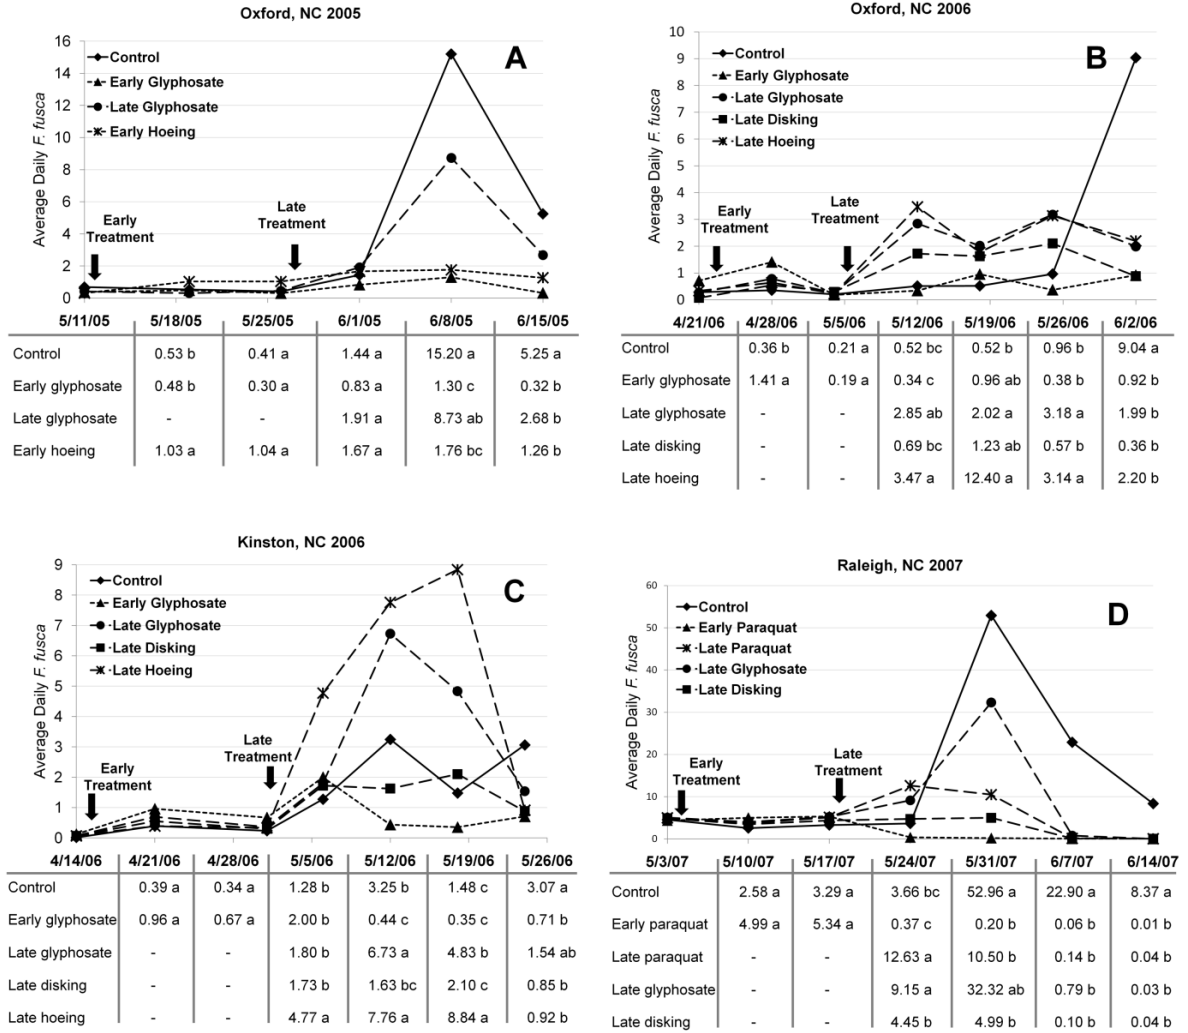 Oxford, NC 2005
A
16
14
12
10
8
6
4
2
0
Average Daily F. fusca
Control
Early Glyphosate
Late Glyphosate
Early Hoeing
Early
Treatment
Late
Treatment
5/11/05 5/18/05 5/25/05 6/1/05 6/8/05 6/15/05
Control 0.53 b 0.41 a 1.44 a 15.20 a 5.25 a
Early glyphosate 0.48 b 0.30 a 0.83 a 1.30 c 0.32 b
Late glyphosate - - 1.91 a 8.73 ab 2.68 b
Early hoeing 1.03 a 1.04 a 1.67 a 1.76 bc 1.26 b
Oxford, NC 2006
B
10
9
8
7
6
5
4
3
2
1
0
Average Daily F. fusca
Control
Early Glyphosate
Late Glyphosate
Late Disking
Late Hoeing
Early
Treatment
Late
Treatment
4/21/06 4/28/06 5/5/06 5/12/06 5/19/06 5/26/06 6/2/06
Control 0.36 b 0.21 a 0.52 bc 0.52 b 0.96 b 9.04 a
Early glyphosate 1.41 a 0.19 a 0.34 c 0.96 ab 0.38 b 0.92 b
Late glyphosate - - 2.85 ab 2.02 a 3.18 a 1.99 b
Late disking - - 0.69 bc 1.23 ab 0.57 b 0.36 b
Late hoeing - - 3.47 a 12.40 a 3.14 a 2.20 b
Kinston, NC 2006
C
9
8
7
6
5
4
3
2
1
0
Average Daily F. fusca
Control
Early Glyphosate
Late Glyphosate
Late Disking
Late Hoeing
Early
Treatment
Late
Treatment
4/14/06 4/21/06 4/28/06 5/5/06 5/12/06 5/19/06 5/26/06
Control 0.39 a 0.34 a 1.28 b 3.25 b 1.48 c 3.07 a
Early glyphosate 0.96 a 0.67 a 2.00 b 0.44 c 0.35 c 0.71 b
Late glyphosate - - 1.80 b 6.73 a 4.83 b 1.54 ab
Late disking - - 1.73 b 1.63 bc 2.10 c 0.85 b
Late hoeing - - 4.77 a 7.76 a 8.84 a 0.92 b
Raleigh, NC 2007
D
60
50
40
30
20
10
0
Average Daily F. fusca
Control
Early Paraquat
Late Paraquat
Late Glyphosate
Late Disking
Early
Treatment
Late
Treatment
5/3/07 5/10/07 5/17/07 5/24/07 5/31/07 6/7/07 6/14/07
Control 2.58 a 3.29 a 3.66 bc 52.96 a 22.90 a 8.37 a
Early paraquat 4.99 a 5.34 a 0.37 c 0.20 b 0.06 b 0.01 b
Late paraquat - - 12.63 a 10.50 b 0.14 b 0.04 b
Late glyphosate - - 9.15 a 32.32 ab 0.79 b 0.03 b
Late disking - - 4.45 b 4.99 b 0.10 b 0.04 b